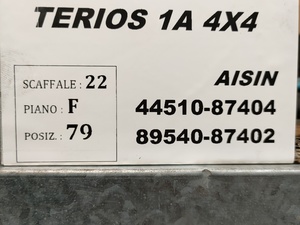 TERIOS 1A 4X4
SCAFFALE : 22
PIANO : F
POSIZ. : 79
AISIN
44510-87404
89540-87402